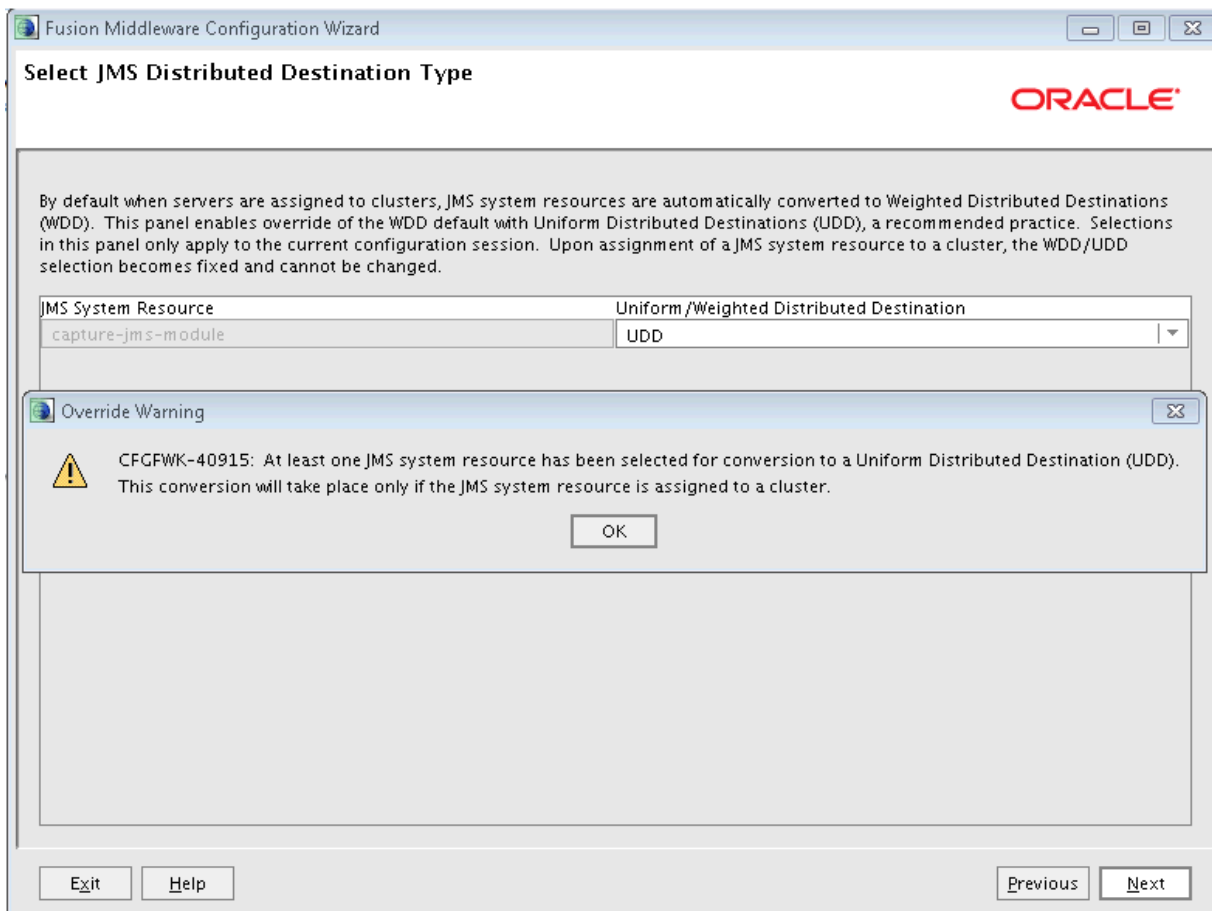 Fusion Middleware Configuration Wizard
Select JMS Distributed Destination Type
ORACLE
By default when servers are assigned to clusters, JMS system resources are automatically converted to Weighted Distributed Destinations
(WDD). This panel enables override of the WDD default with Uniform Distributed Destinations (UDD), a recommended practice. Selections
in this panel only apply to the current configuration session. Upon assignment of a JMS system resource to a cluster, the WDD/UDD
selection becomes fixed and cannot be changed.
JMS System Resource Uniform/Weighted Distributed Destination
capture-jms-module UDD
Override Warning
CFGFWK-40915: At least one JMS system resource has been selected for conversion to a Uniform Distributed Destination (UDD).
This conversion will take place only if the JMS system resource is assigned to a cluster.
OK
Exit Help Previous Next